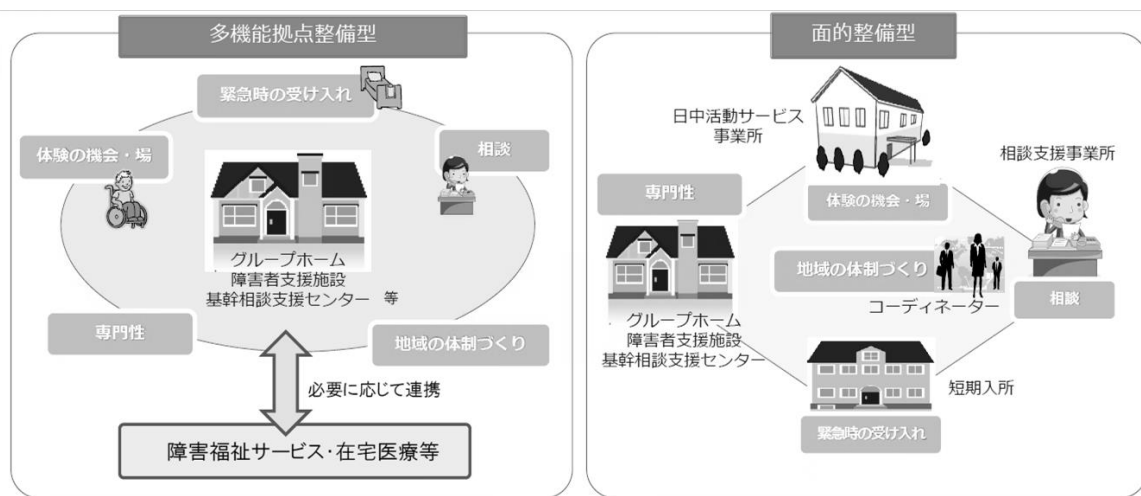 多機能拠点整備型
緊急時の受け入れ
体験の機会・場
相談
グループホーム
障害者支援施設
基幹相談支援センター 等
専門性
地域の体制づくり
必要に応じて連携
障害福祉サービス・在宅医療等
面的整備型
日中活動サービス
事業所
相談支援事業所
専門性
体験の機会・場
地域の体制づくり
コーディネーター
相談
グループホーム
障害者支援施設
基幹相談支援センター
短期入所
緊急時の受け入れ